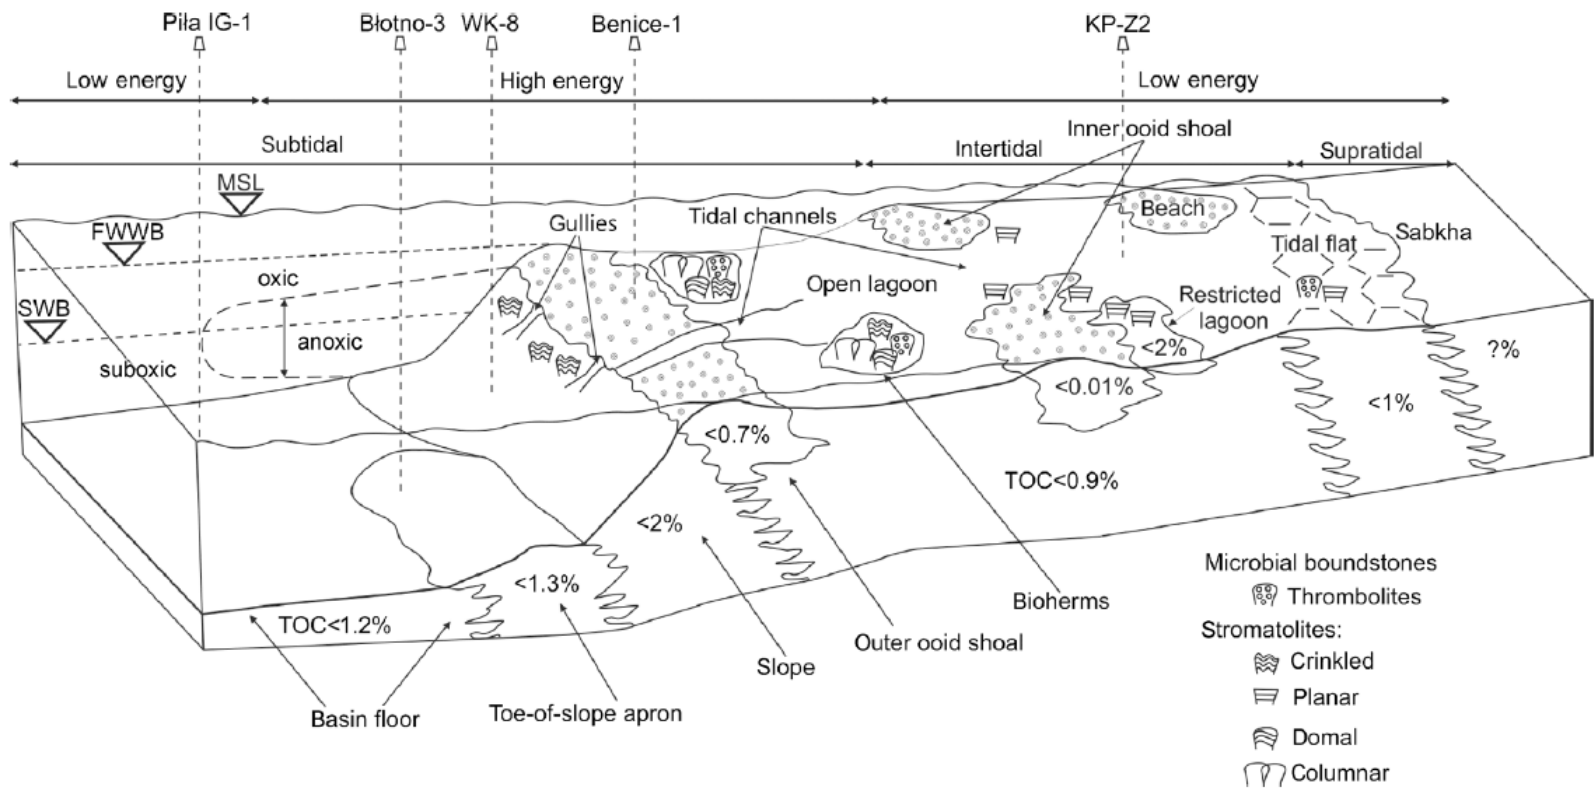 Piła IG-1
Błotno-3
WK-8
Benice-1
KP-Z2
Low energy
High energy
Low energy
Subtidal
Intertidal
Supratidal
Inner ooid shoal
MSL
FWWB
SWB
Gullies
Tidal channels
Beach
Tidal flat
Sabkha
oxic
anoxic
suboxic
Open lagoon
Restricted
lagoon
<2%
?%
<0.01%
<1%
<0.7%
TOC<0.9%
<2%
<1.3%
TOC<1.2%
Bioherms
Outer ooid shoal
Slope
Toe-of-slope apron
Basin floor
Microbial boundstones
Thrombolites
Stromatolites:
Crinkled
Planar
Domal
Columnar